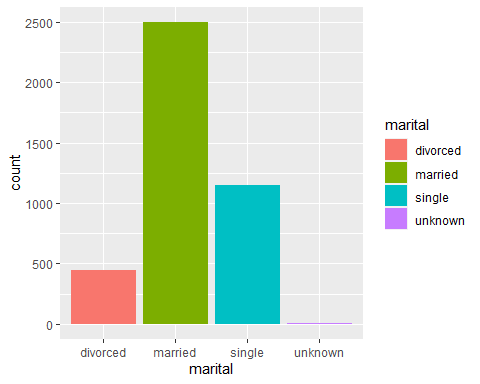 2500
2000
1500
1000
500
0
count
divorced
married
single
unknown
marital
marital
divorced
married
single
unknown